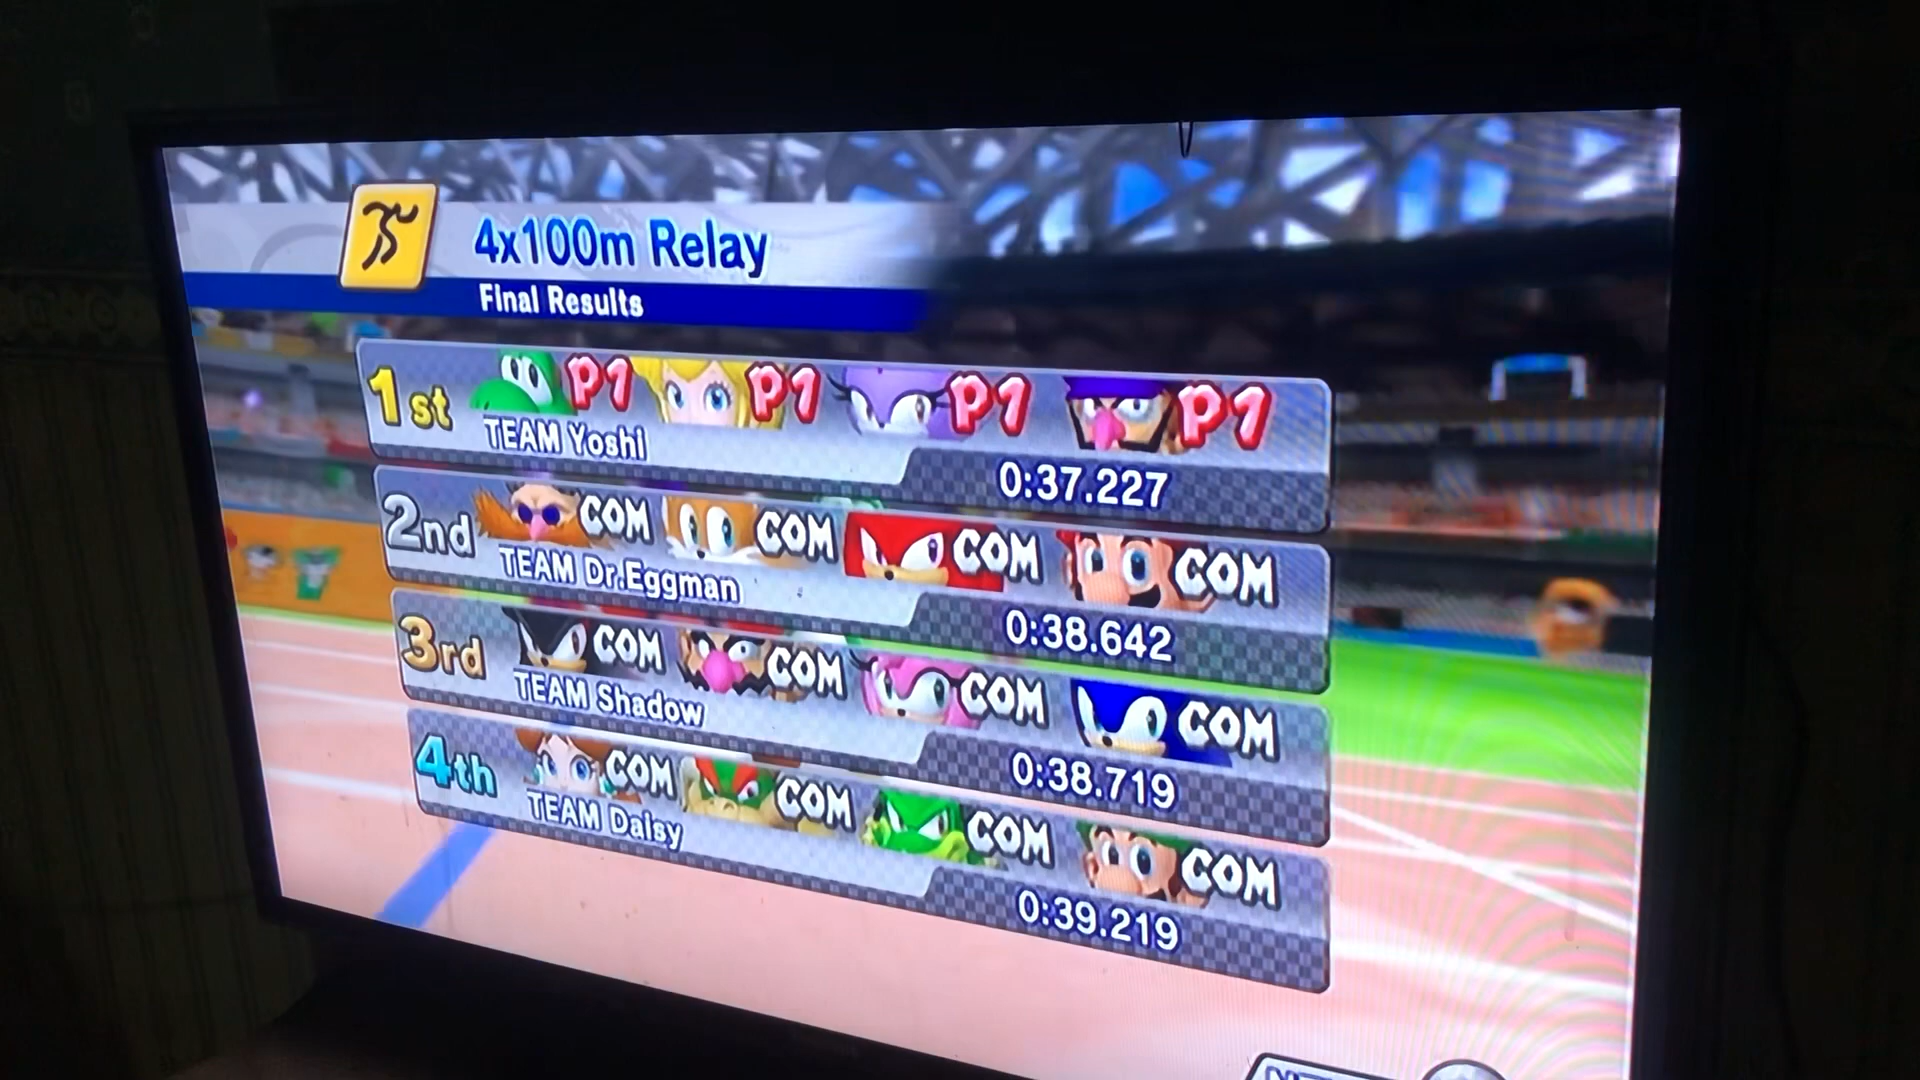 4x100m Relay
Final Results
1st P1 P1 P1 P1
TEAM Yoshi
0:37.227
2nd COM COM COM COM
TEAM Dr.Eggman
0:38.642
3rd COM COM COM COM
TEAM Shadow
0:38.719
4th COM COM COM COM
TEAM Daisy
0:39.219